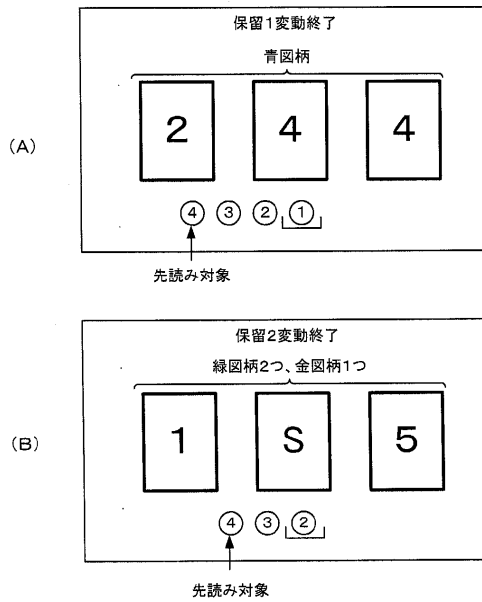 保留1変動終了
青図柄
(A)
2 4 4
④ ③ ② ①
先読み対象
保留2変動終了
緑図柄2つ、金図柄1つ
(B)
1 S 5
④ ③ ②
先読み対象